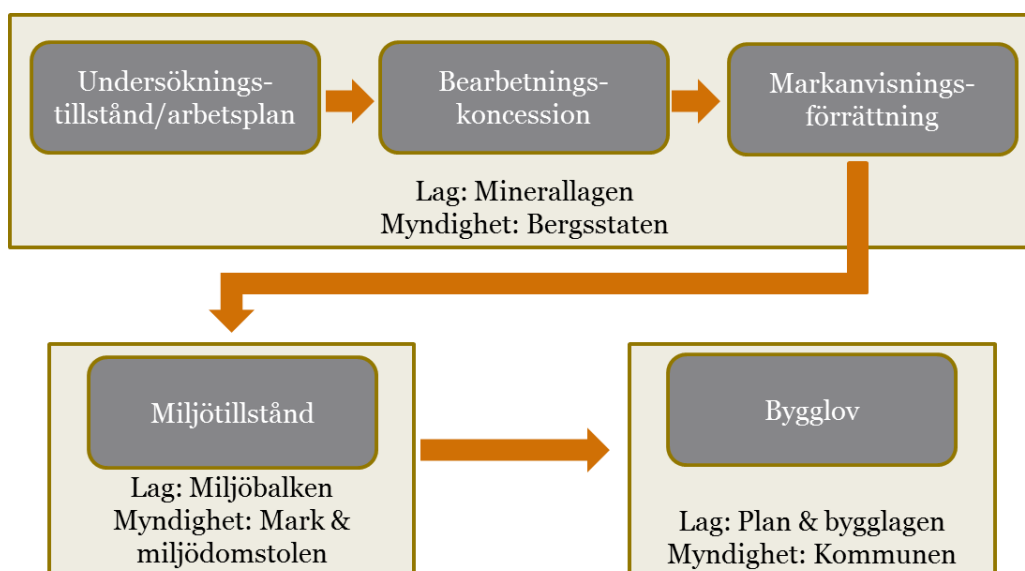 Undersöknings-
tillstånd/arbetsplan
Bearbetnings-
koncession
Markanvisnings-
förrättning
Lag: Minerallagen
Myndighet: Bergsstaten
Miljötillstånd
Lag: Miljöbalken
Myndighet: Mark &
miljödomstolen
Bygglov
Lag: Plan & bygglagen
Myndighet: Kommunen